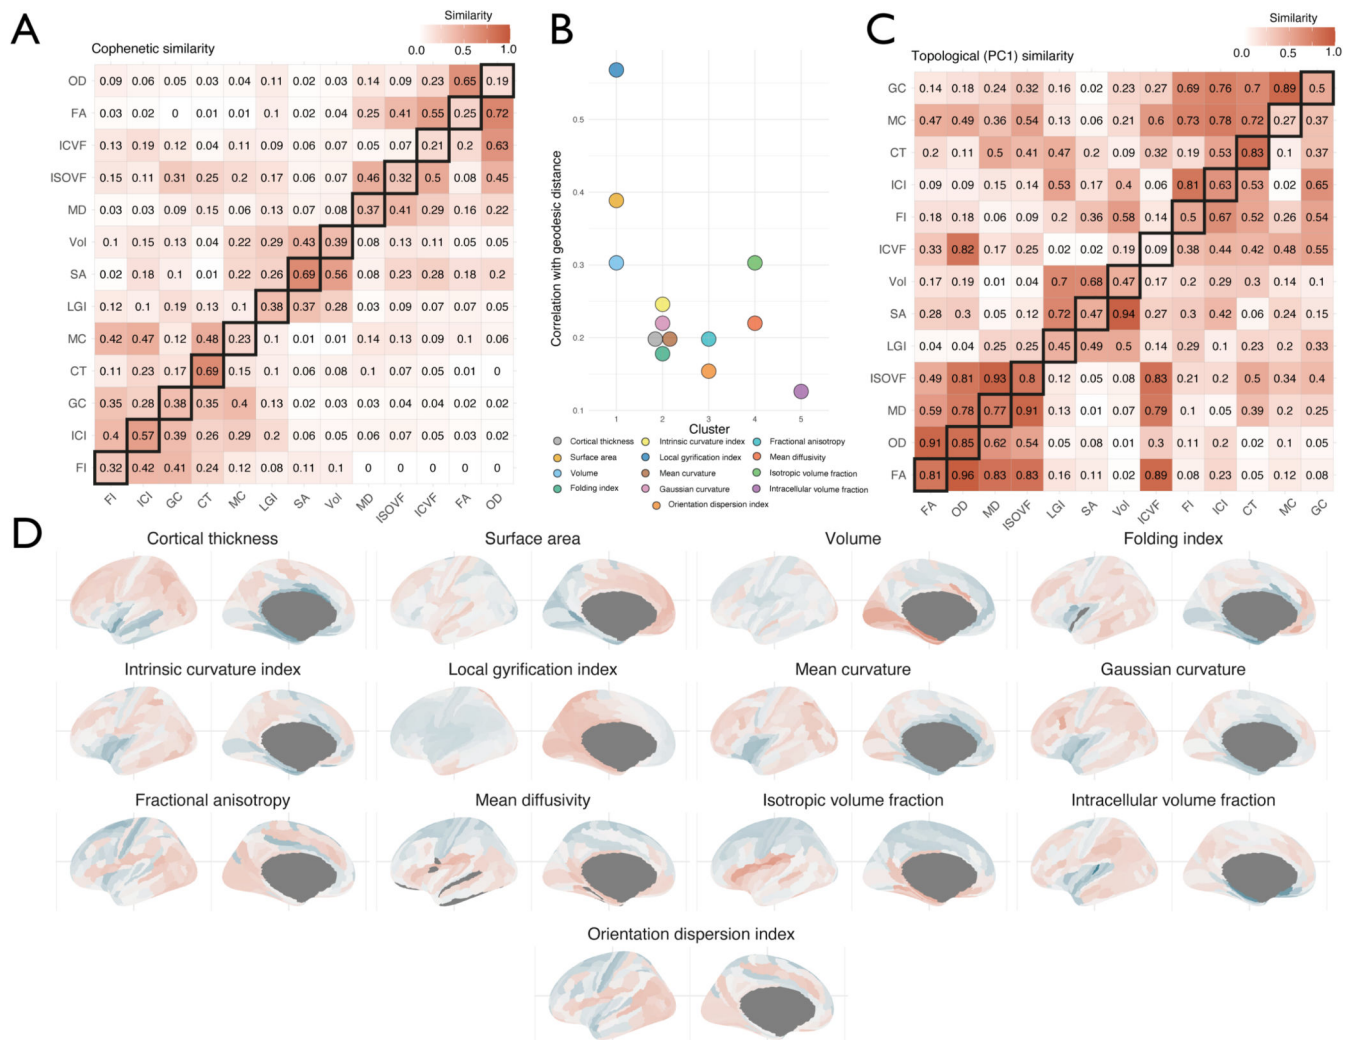 A
Similarity
0.0 0.5 1.0
Cophenetic similarity
OD 0.09 0.06 0.05 0.03 0.04 0.11 0.02 0.03 0.14 0.09 0.23 0.65 0.19
FA 0.03 0.02 0 0.01 0.01 0.1 0.02 0.04 0.25 0.41 0.55 0.25 0.72
ICVF 0.13 0.19 0.12 0.04 0.11 0.09 0.06 0.07 0.05 0.07 0.21 0.2 0.63
ISOVF 0.15 0.11 0.31 0.25 0.2 0.17 0.06 0.07 0.46 0.32 0.5 0.08 0.45
MD 0.03 0.03 0.09 0.15 0.06 0.13 0.07 0.08 0.37 0.41 0.29 0.16 0.22
Vol 0.1 0.15 0.13 0.04 0.22 0.29 0.43 0.39 0.08 0.13 0.11 0.05 0.05
SA 0.02 0.18 0.1 0.01 0.22 0.26 0.69 0.56 0.08 0.23 0.28 0.18 0.2
LGI 0.12 0.1 0.19 0.13 0.1 0.38 0.37 0.28 0.03 0.09 0.07 0.07 0.05
MC 0.42 0.47 0.12 0.48 0.23 0.1 0.01 0.01 0.14 0.13 0.09 0.1 0.06
CT 0.11 0.23 0.17 0.69 0.15 0.1 0.06 0.08 0.1 0.07 0.05 0.01 0
GC 0.35 0.28 0.38 0.35 0.4 0.13 0.02 0.03 0.03 0.04 0.04 0.02 0.02
ICI 0.4 0.57 0.39 0.26 0.29 0.2 0.06 0.05 0.06 0.07 0.05 0.03 0.02
FI 0.32 0.42 0.41 0.24 0.12 0.08 0.11 0.1 0 0 0 0 0
FI ICI GC CT MC LGI SA Vol MD ISOVF ICVF FA OD
B
Correlation with geodesic distance
0.5
0.4
0.3
0.2
0.1
1 2 3 4 5
Cluster
Cortical thickness Intrinsic curvature index Fractional anisotropy
Surface area Local gyrification index Mean diffusivity
Volume Mean curvature Isotropic volume fraction
Folding index Gaussian curvature Intracellular volume fraction
Orientation dispersion index
C
Similarity
0.0 0.5 1.0
Topological (PC1) similarity
GC 0.14 0.18 0.24 0.32 0.16 0.02 0.23 0.27 0.69 0.76 0.7 0.89 0.5
MC 0.47 0.49 0.36 0.54 0.13 0.06 0.21 0.6 0.73 0.78 0.72 0.27 0.37
CT 0.2 0.11 0.5 0.41 0.47 0.2 0.09 0.32 0.19 0.53 0.83 0.1 0.37
ICI 0.09 0.09 0.15 0.14 0.53 0.17 0.4 0.06 0.81 0.63 0.53 0.02 0.65
FI 0.18 0.18 0.06 0.09 0.2 0.36 0.58 0.14 0.5 0.67 0.52 0.26 0.54
ICVF 0.33 0.82 0.17 0.25 0.02 0.02 0.19 0.09 0.38 0.44 0.42 0.48 0.55
Vol 0.17 0.19 0.01 0.04 0.7 0.68 0.47 0.17 0.2 0.29 0.3 0.14 0.1
SA 0.28 0.3 0.05 0.12 0.72 0.47 0.94 0.27 0.3 0.42 0.06 0.24 0.15
LGI 0.04 0.04 0.25 0.25 0.45 0.49 0.5 0.14 0.29 0.1 0.23 0.2 0.33
ISOVF 0.49 0.81 0.93 0.8 0.12 0.05 0.08 0.83 0.21 0.2 0.5 0.34 0.4
MD 0.59 0.78 0.77 0.91 0.13 0.01 0.07 0.79 0.1 0.05 0.39 0.2 0.25
OD 0.91 0.85 0.62 0.54 0.05 0.08 0.01 0.3 0.11 0.2 0.02 0.1 0.05
FA 0.81 0.96 0.83 0.83 0.16 0.11 0.02 0.89 0.08 0.23 0.05 0.12 0.08
FA OD MD ISOVF LGI SA Vol ICVF FI ICI CT MC GC
D
Cortical thickness Surface area Volume Folding index
Intrinsic curvature index Local gyrification index Mean curvature Gaussian curvature
Fractional anisotropy Mean diffusivity Isotropic volume fraction Intracellular volume fraction
Orientation dispersion index